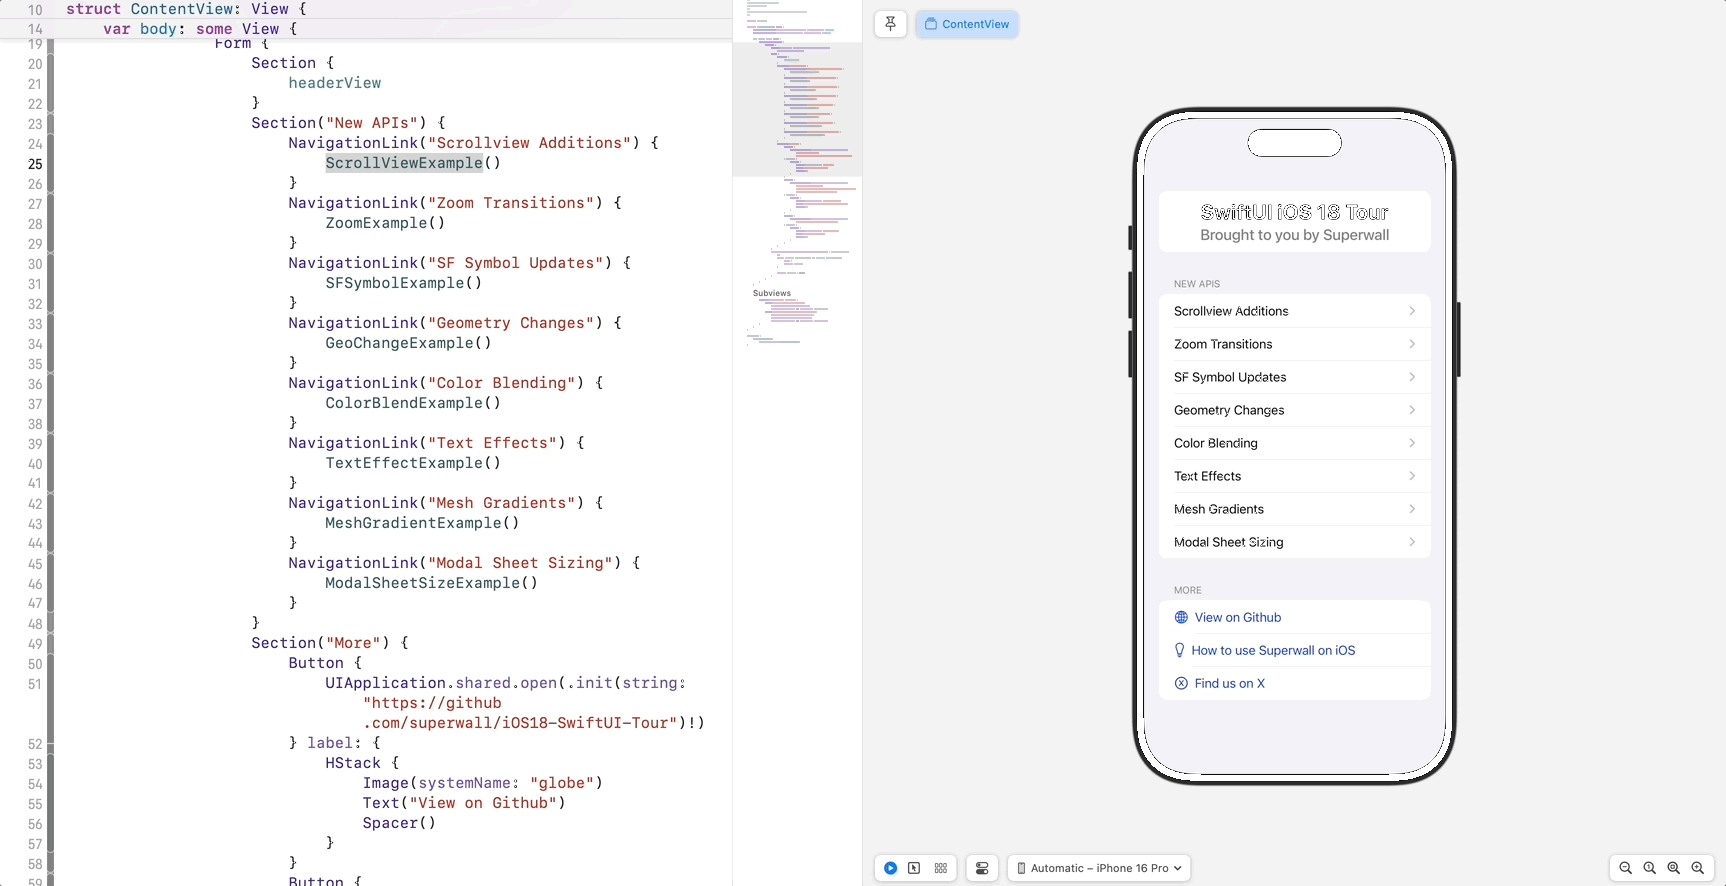 10 struct ContentView: View {
14 var body: some View {
19 Form {
20 Section {
21 headerView
22 }
23 Section("New APIs") {
24 NavigationLink("Scrollview Additions") {
25 ScrollViewExample()
26 }
27 NavigationLink("Zoom Transitions") {
28 ZoomExample()
29 }
30 NavigationLink("SF Symbol Updates") {
31 SFSymbolExample()
32 }
33 NavigationLink("Geometry Changes") {
34 GeoChangeExample()
35 }
36 NavigationLink("Color Blending") {
37 ColorBlendExample()
38 }
39 NavigationLink("Text Effects") {
40 TextEffectExample()
41 }
42 NavigationLink("Mesh Gradients") {
43 MeshGradientExample()
44 }
45 NavigationLink("Modal Sheet Sizing") {
46 ModalSheetSizeExample()
47 }
48 }
49 Section("More") {
50 Button {
51 UIApplication.shared.open(.init(string:
"https://github
.com/superwall/iOS18-SwiftUI-Tour")!)
52 } label: {
53 HStack {
54 Image(systemName: "globe")
55 Text("View on Github")
56 Spacer()
57 }
58 }
59 Button {
Subviews
ContentView
SwiftUI iOS 18 Tour
Brought to you by Superwall
NEW APIS
Scrollview Additions
Zoom Transitions
SF Symbol Updates
Geometry Changes
Color Blending
Text Effects
Mesh Gradients
Modal Sheet Sizing
MORE
View on Github
How to use Superwall on iOS
Find us on X
Automatic – iPhone 16 Pro